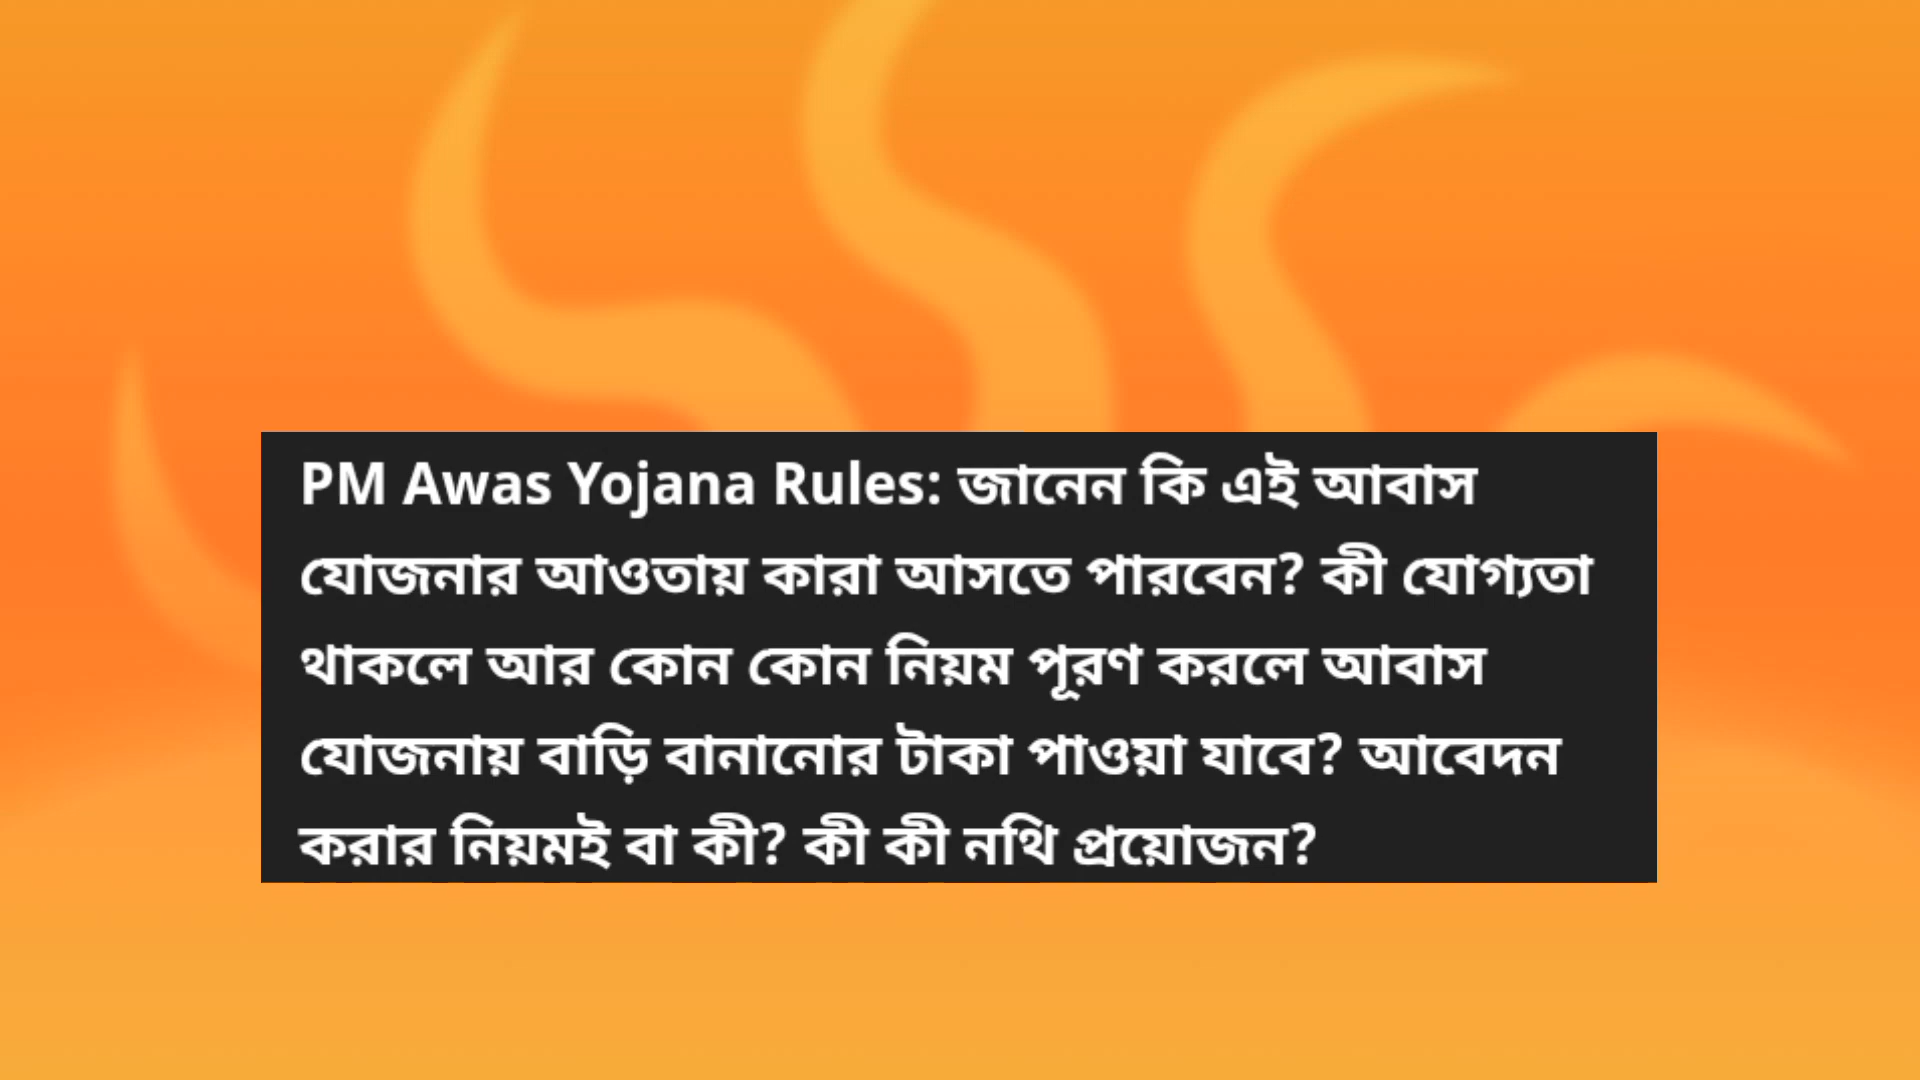 PM Awas Yojana Rules: জানেন কি এই আবাস
যোজনার আওতায় কারা আসতে পারবেন? কী যোগ্যতা
থাকলে আর কোন কোন নিয়ম পূরণ করলে আবাস
যোজনায় বাড়ি বানানোর টাকা পাওয়া যাবে? আবেদন
করার নিয়মই বা কী? কী কী নথি প্রয়োজন?